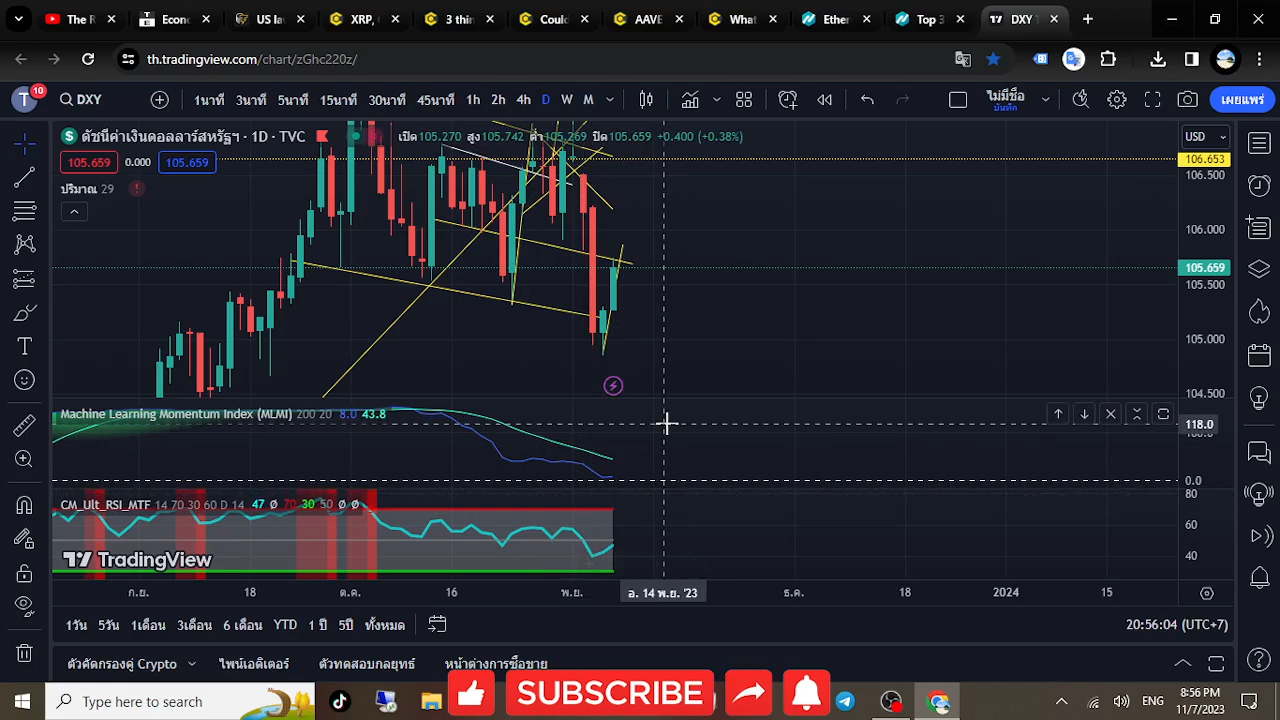 The R
Econo
US la
XRP,
3 thin
Coul
AAVE
What
Ether
Top 3
DXY 1
th.tradingview.com/chart/zGhc220z/
T 10 DXY 1นาที 3นาที 5นาที 15นาที 30นาที 45นาที 1h 2h 4h D W M ไม่มีชื่อ บันทึก เผยแพร่
ดัชนีค่าเงินดอลลาร์สหรัฐฯ · 1D · TVC เปิด105.270 สูง105.742 ต่ำ105.269 ปิด105.659 +0.400 (+0.38%) USD
105.659 0.000 105.659 106.653
106.500
ปริมาณ 29
106.000
105.659
105.500
105.000
104.500
Machine Learning Momentum Index (MLMI) 200 20 8.0 43.8
118.0
0.0
CM_Ult_RSI_MTF 14 70 30 60 D 14 47 Ø 70 30 50 Ø Ø 80
60
TradingView 40
ก.ย. 18 ต.ค. 16 พ.ย. อ. 14 พ.ย. '23 ธ.ค. 18 2024 15
1วัน 5วัน 1เดือน 3เดือน 6 เดือน YTD 1 ปี 5ปี ทั้งหมด 20:56:04 (UTC+7)
ตัวคัดกรองคู่ Crypto ไพน์เอดิเตอร์ ตัวทดสอบกลยุทธ์ หน้าต่างการซื้อขาย
SUBSCRIBE
Type here to search ENG 8:56 PM
11/7/2023